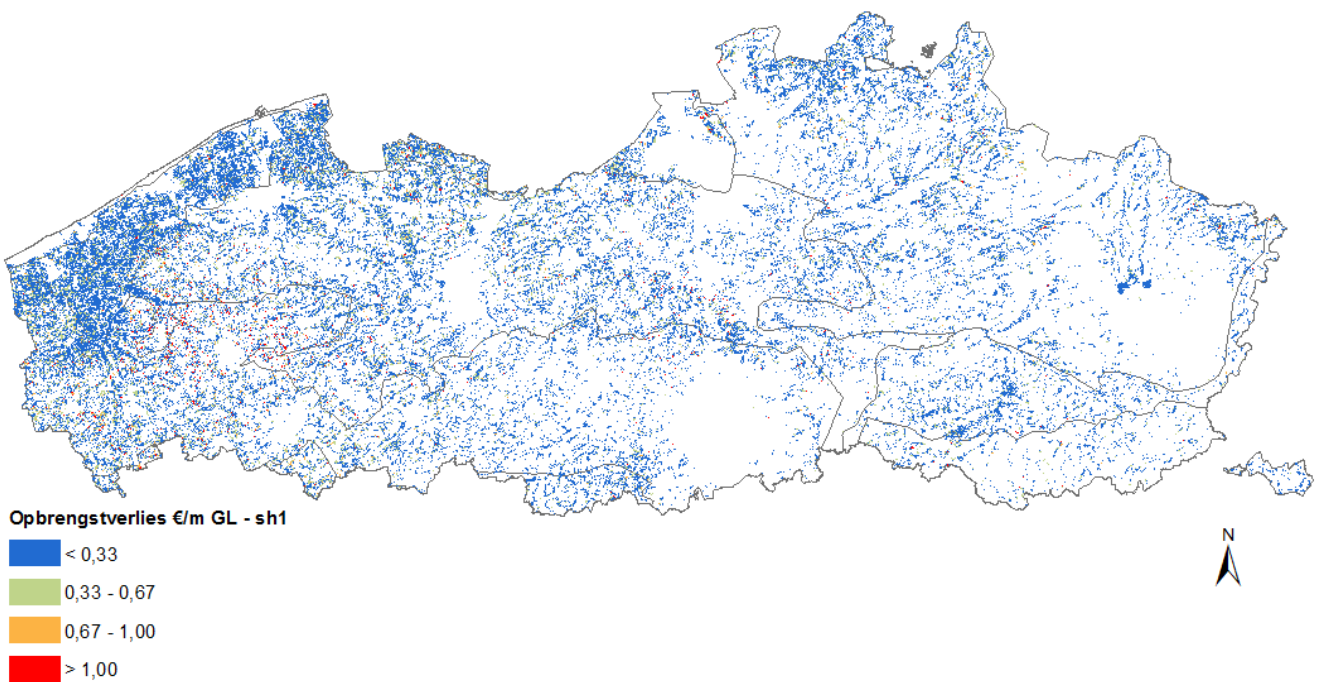 Opbrengstverlies €/m GL - sh1
< 0,33
0,33 - 0,67
0,67 - 1,00
> 1,00
N